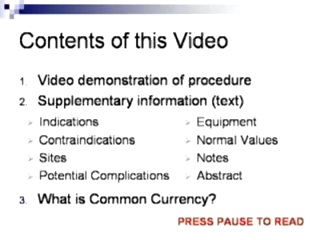 Contents of this Video
1. Video demonstration of procedure
2. Supplementary information (text)
Indications
Contraindications
Sites
Potential Complications
Equipment
Normal Values
Notes
Abstract
3. What is Common Currency?
PRESS PAUSE TO READ